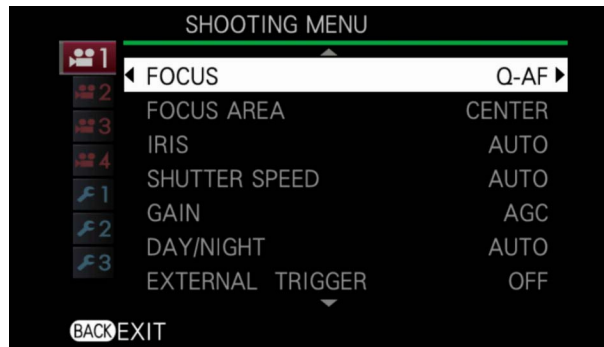 SHOOTING MENU
1
FOCUS Q-AF
2
FOCUS AREA CENTER
3
IRIS AUTO
4
SHUTTER SPEED AUTO
1
GAIN AGC
2
DAY/NIGHT AUTO
3
EXTERNAL TRIGGER OFF
BACK EXIT